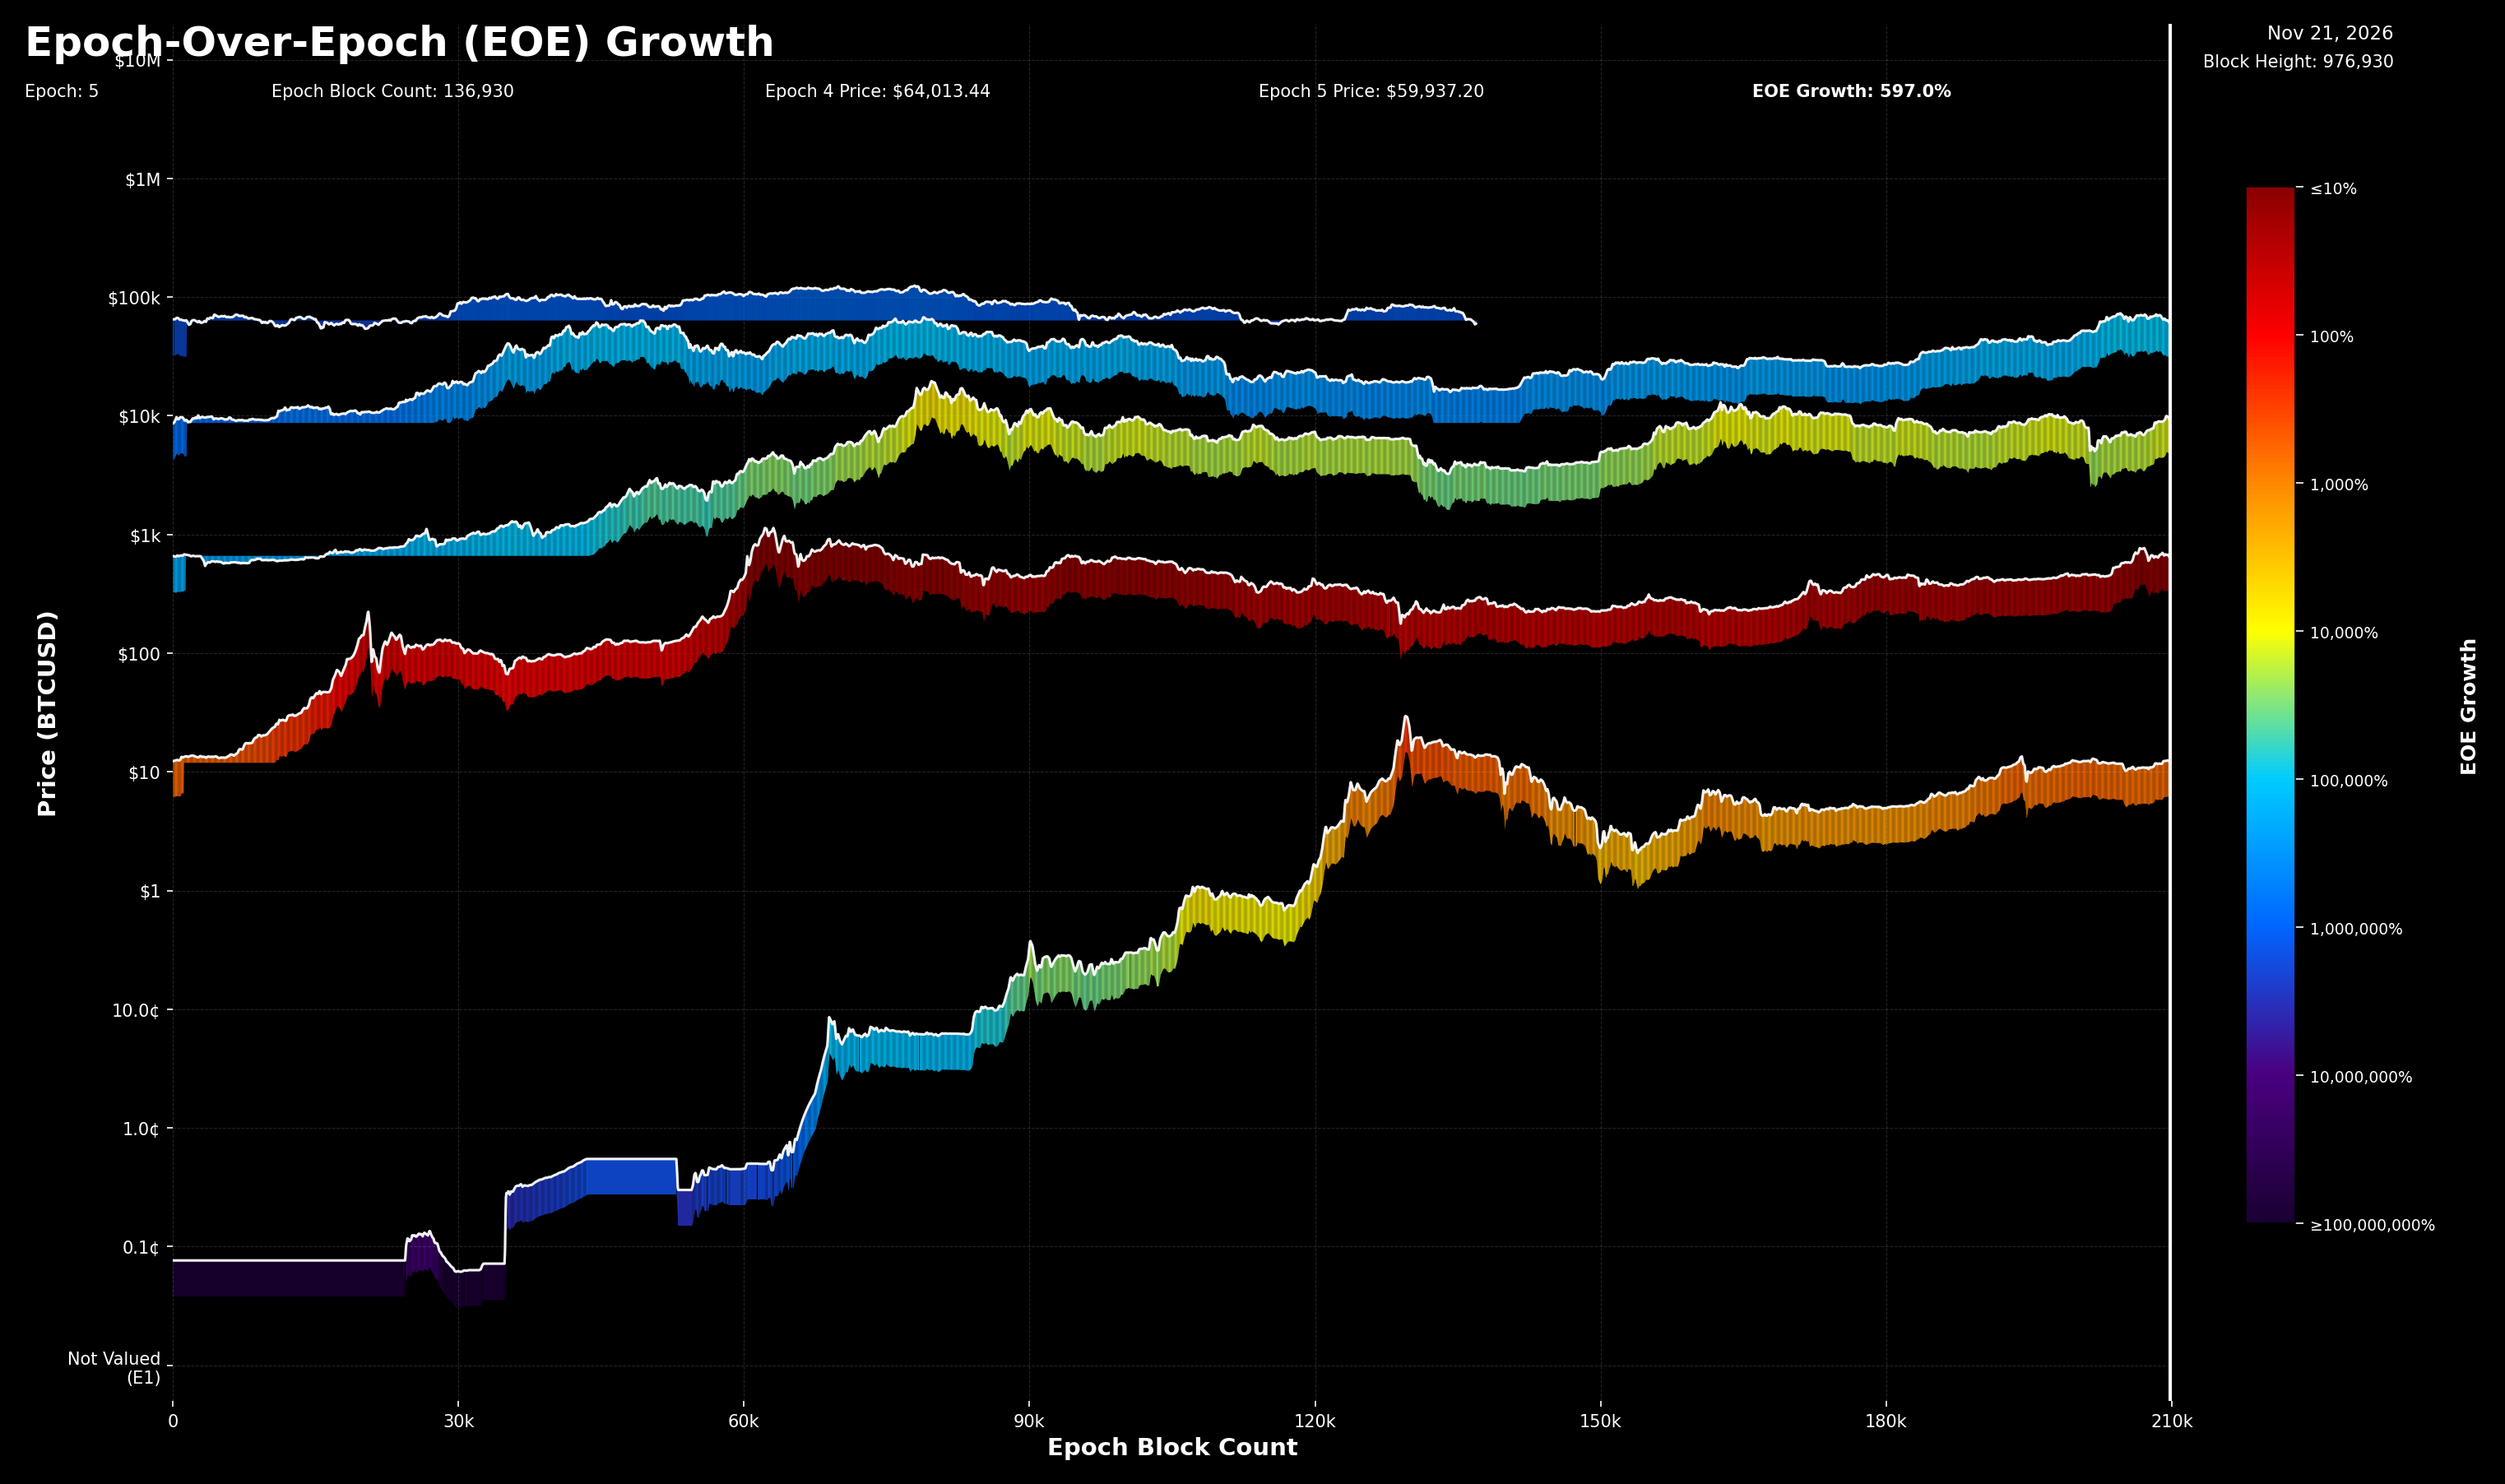 Epoch-Over-Epoch (EOE) Growth
Nov 21, 2026
Block Height: 976,930
Epoch: 5
Epoch Block Count: 136,930
Epoch 4 Price: $64,013.44
Epoch 5 Price: $59,937.20
EOE Growth: 597.0%
Price (BTCUSD)
$10M
$1M
$100k
$10k
$1k
$100
$10
$1
10.0¢
1.0¢
0.1¢
Not Valued
(E1)
0
30k
60k
90k
120k
150k
180k
210k
Epoch Block Count
≤10%
100%
1,000%
10,000%
100,000%
1,000,000%
10,000,000%
≥100,000,000%
EOE Growth